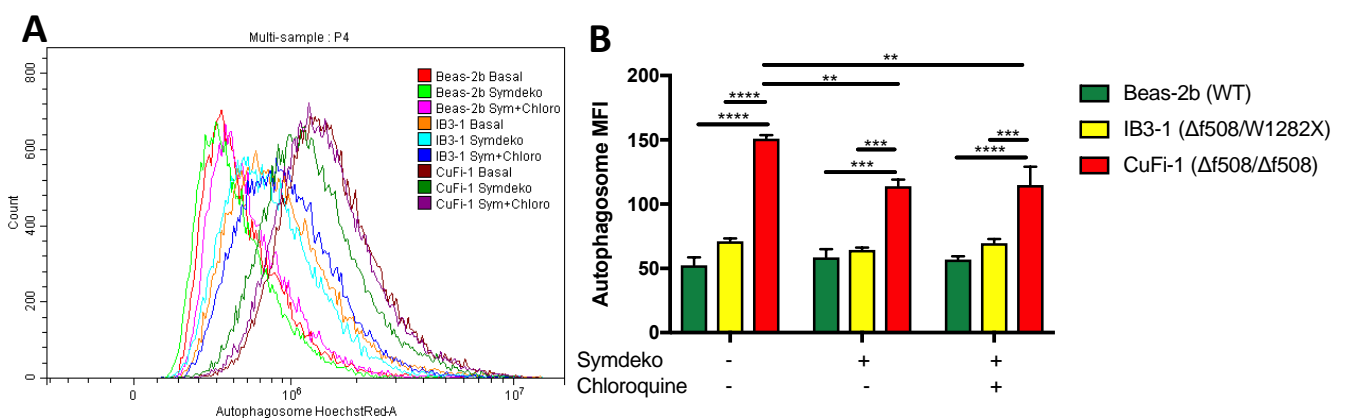 A
Multi-sample : P4
Count
800
600
400
200
0
Beas-2b Basal
Beas-2b Symdeko
Beas-2b Sym+Chloro
IB3-1 Basal
IB3-1 Symdeko
IB3-1 Sym+Chloro
CuFi-1 Basal
CuFi-1 Symdeko
CuFi-1 Sym+Chloro
0 10^6 10^7
Autophagosome HoechstRed-A
B
Autophagosome MFI
200
150
100
50
0
**
**
****
****
***
***
***
****
Symdeko - + +
Chloroquine - - +
Beas-2b (WT)
IB3-1 (Δf508/W1282X)
CuFi-1 (Δf508/Δf508)